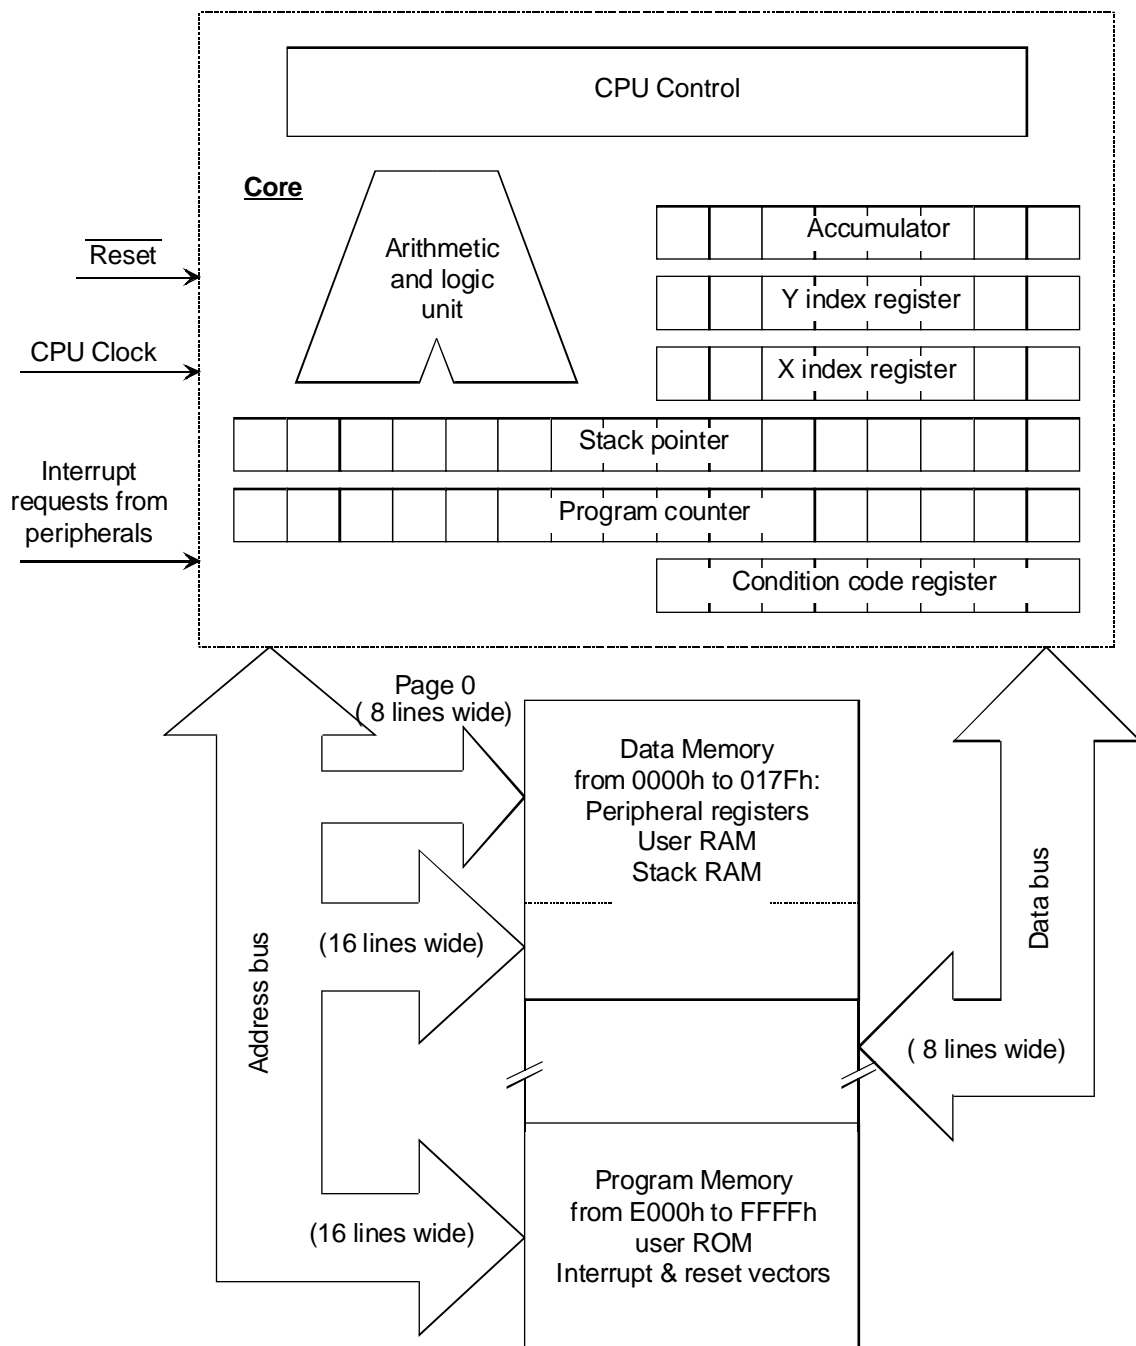 CPU Control
Core
Arithmetic
and logic
unit
Accumulator
Y index register
X index register
Stack pointer
Program counter
Condition code register
Reset
CPU Clock
Interrupt
requests from
peripherals
Page 0
( 8 lines wide)
Data Memory
from 0000h to 017Fh:
Peripheral registers
User RAM
Stack RAM
(16 lines wide)
Address bus
Data bus
( 8 lines wide)
Program Memory
from E000h to FFFFh
user ROM
Interrupt & reset vectors
(16 lines wide)